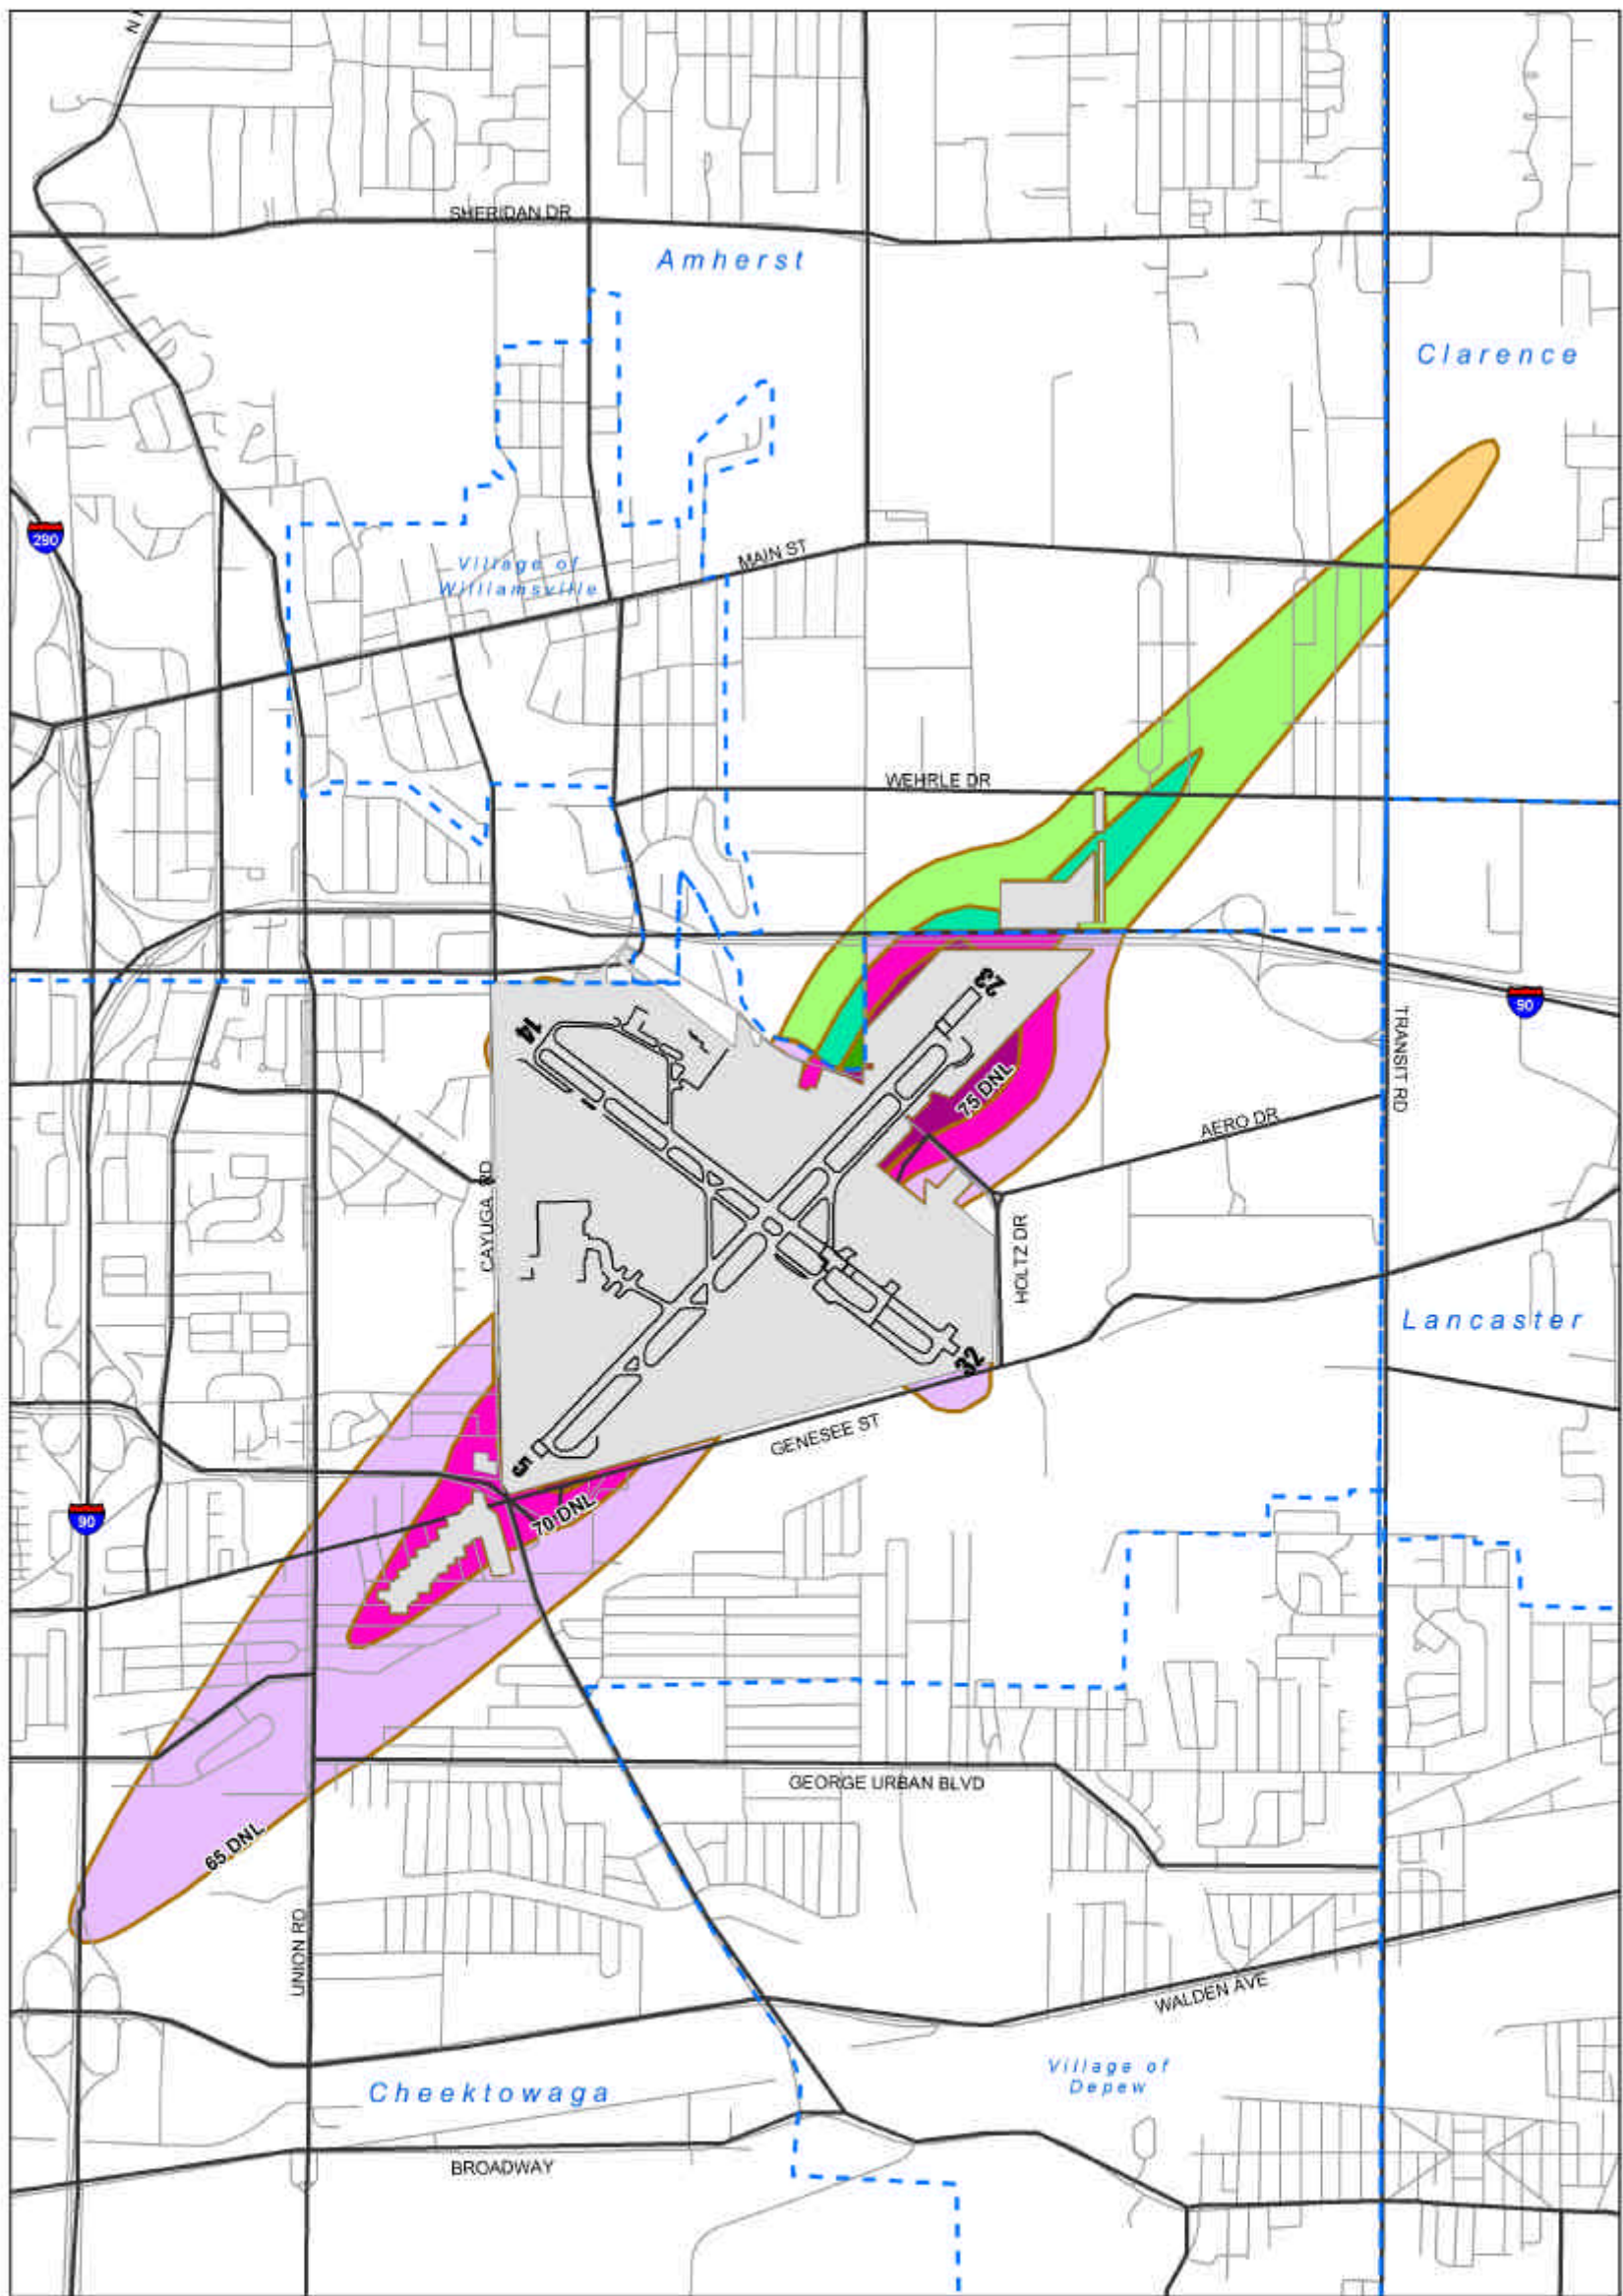 SHERIDAN DR
Amherst
Clarence
290
Village of
Williamsville
MAIN ST
WEHRLE DR
23
90
14
TRANSIT RD
75 DNL
AERO DR
CAYUGA RD
HOLTZ DR
Lancaster
32
GENESEE ST
5
70 DNL
90
GEORGE URBAN BLVD
65 DNL
UNION RD
WALDEN AVE
Village of
Depew
Cheektowaga
BROADWAY